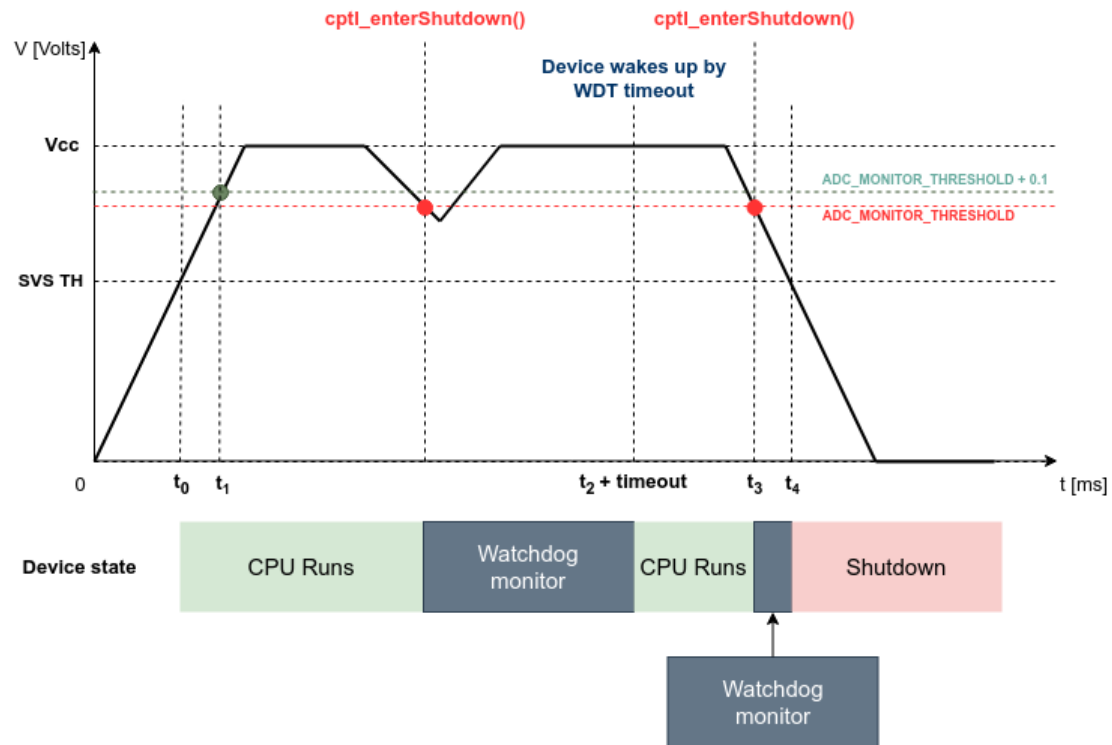 cptl_enterShutdown()
cptl_enterShutdown()
V [Volts]
Device wakes up by
WDT timeout
Vcc
ADC_MONITOR_THRESHOLD + 0.1
ADC_MONITOR_THRESHOLD
SVS TH
0
t0
t1
t2 + timeout
t3
t4
t [ms]
Device state
CPU Runs
Watchdog
monitor
CPU Runs
Shutdown
Watchdog
monitor